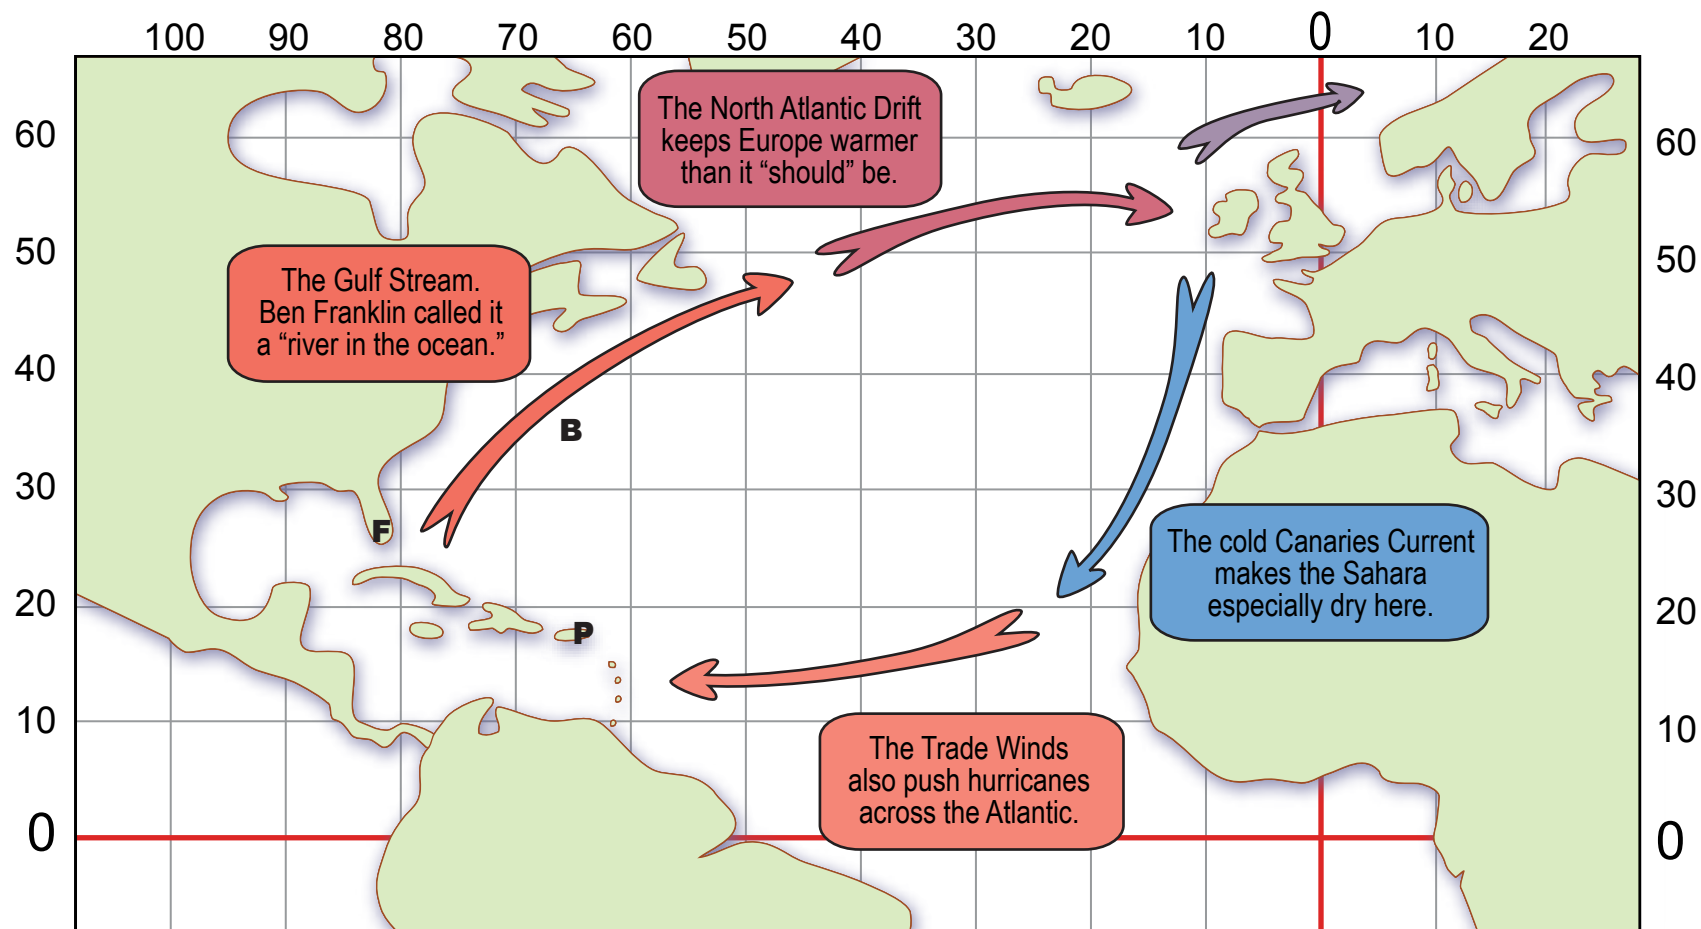 100 90 80 70 60 50 40 30 20 10 0 10 20
The North Atlantic Drift
keeps Europe warmer
than it “should” be.
60 60
50 50
The Gulf Stream.
Ben Franklin called it
a “river in the ocean.”
40 40
B
30 30
F
The cold Canaries Current
makes the Sahara
especially dry here.
20 20
P
10 10
The Trade Winds
also push hurricanes
across the Atlantic.
0 0